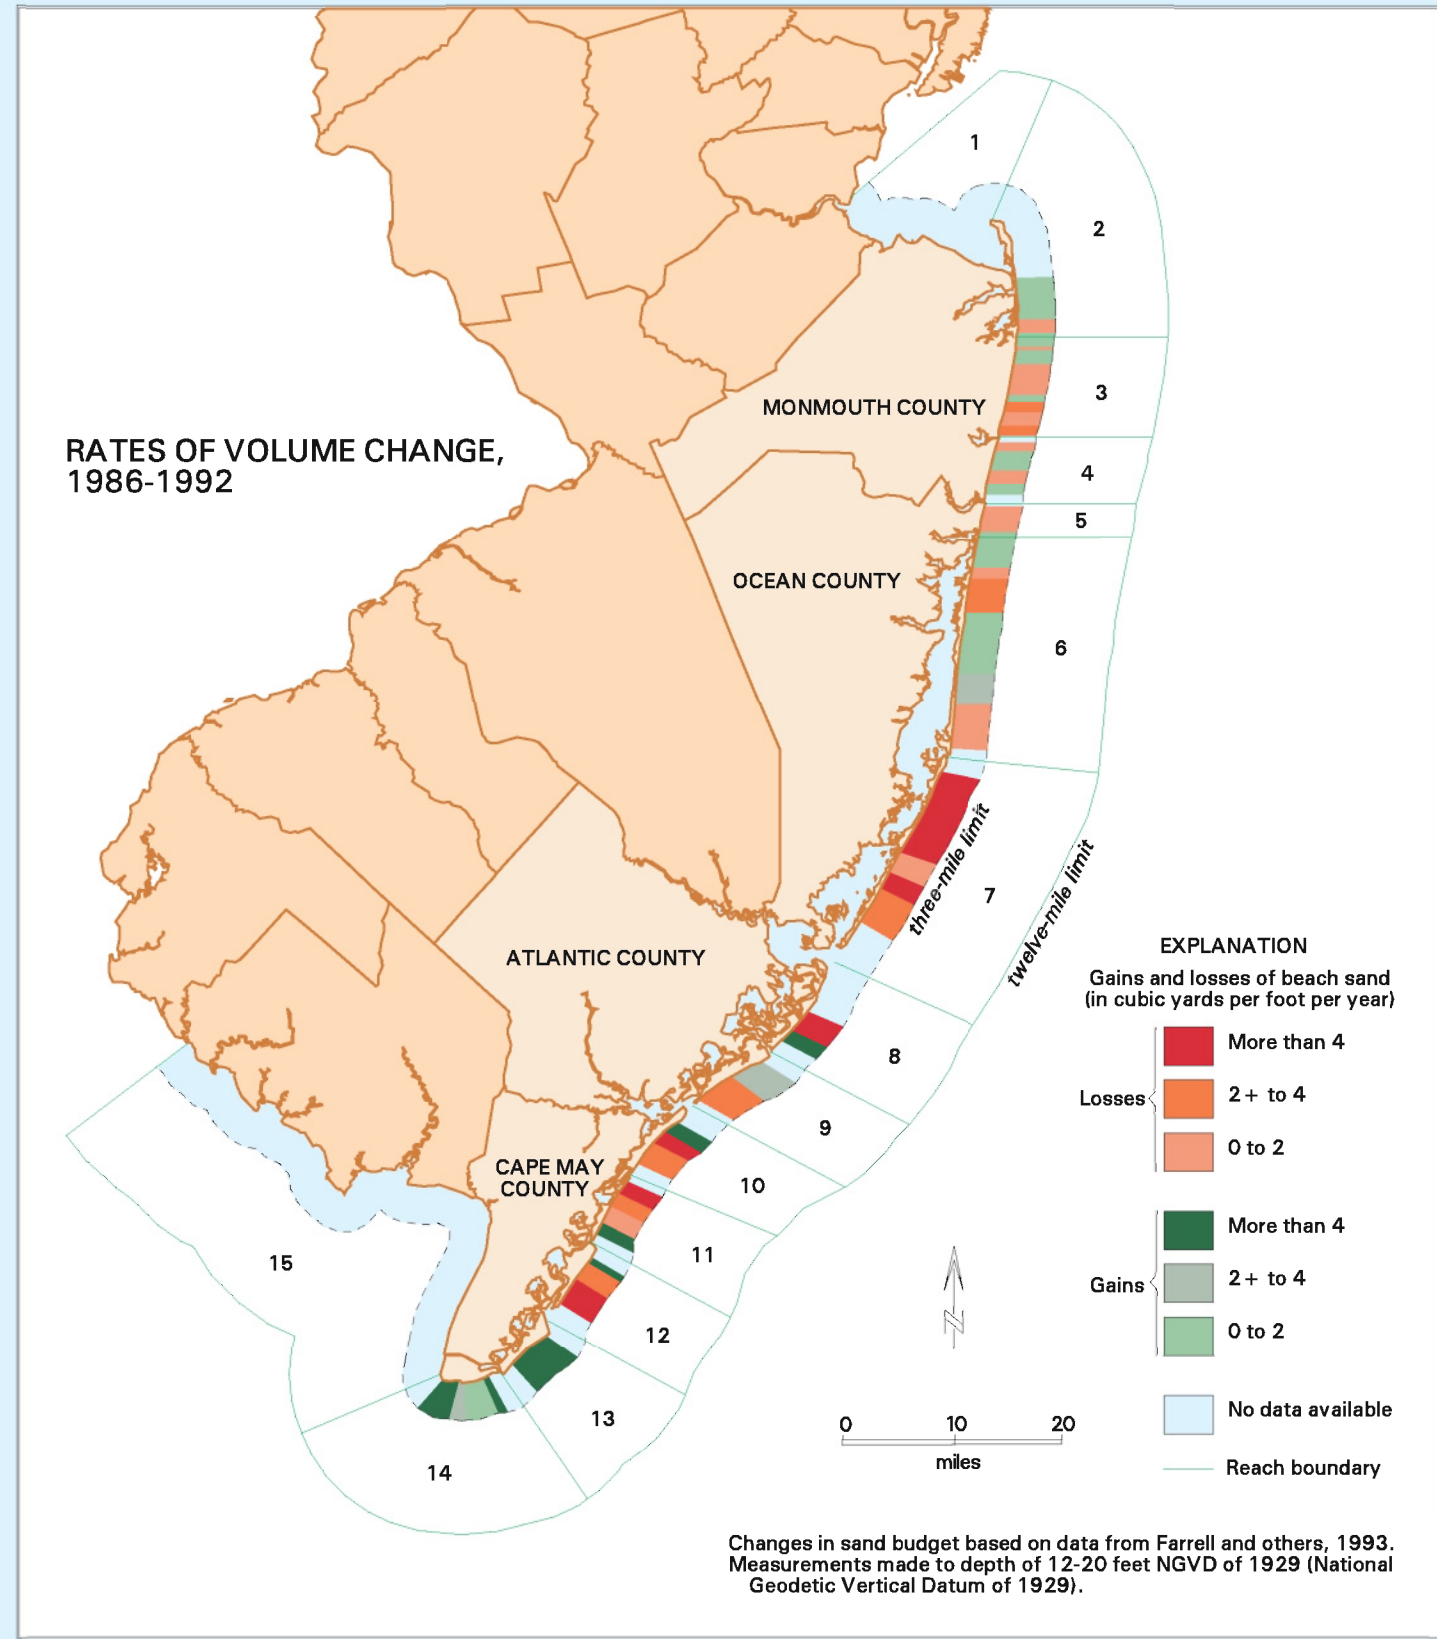 1
2
3
MONMOUTH COUNTY
RATES OF VOLUME CHANGE,
1986-1992
4
5
OCEAN COUNTY
6
three-mile limit
twelve-mile limit
7
ATLANTIC COUNTY
8
9
10
CAPE MAY
COUNTY
11
15
12
13
14
EXPLANATION
Gains and losses of beach sand
(in cubic yards per foot per year)
Losses
More than 4
2+ to 4
0 to 2
Gains
More than 4
2+ to 4
0 to 2
No data available
Reach boundary
N
0 10 20
miles
Changes in sand budget based on data from Farrell and others, 1993.
Measurements made to depth of 12-20 feet NGVD of 1929 (National
Geodetic Vertical Datum of 1929).